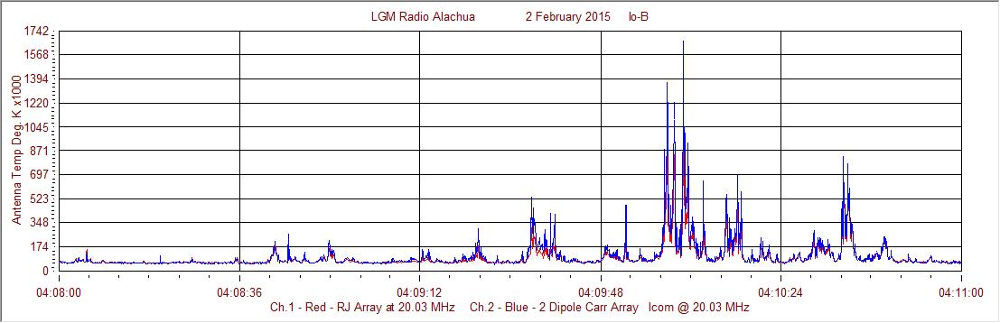 LGM Radio Alachua 2 February 2015 Io-B
Antenna Temp Deg. K x1000
1742
1568
1394
1220
1045
871
697
523
348
174
0
04:08:00 04:08:36 04:09:12 04:09:48 04:10:24 04:11:00
Ch.1 - Red - RJ Array at 20.03 MHz Ch.2 - Blue - 2 Dipole Carr Array Icom @ 20.03 MHz